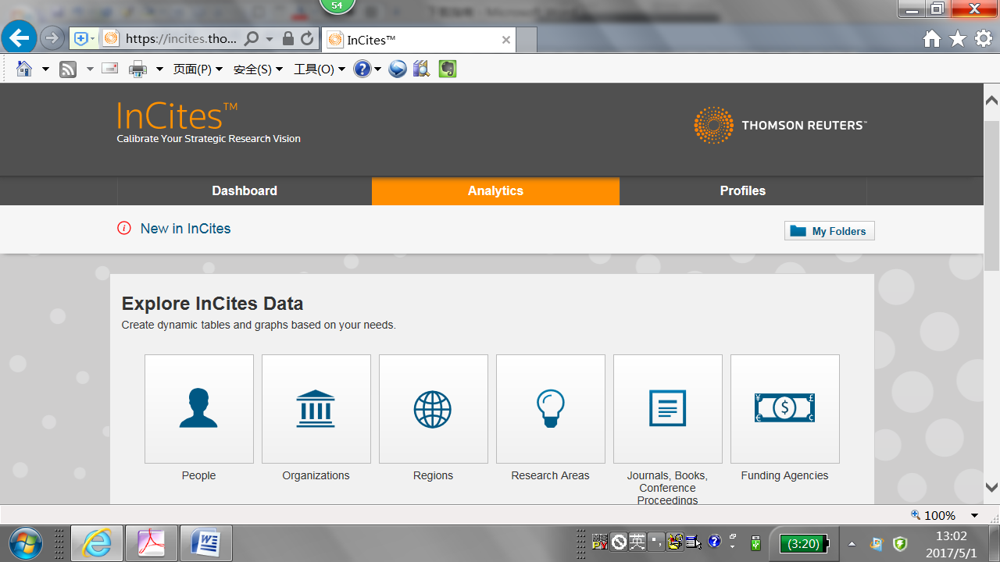 54
https://incites.tho...
InCites™
页面(P)
安全(S)
工具(O)
InCites™
Calibrate Your Strategic Research Vision
THOMSON REUTERS™
Dashboard
Analytics
Profiles
New in InCites
My Folders
Explore InCites Data
Create dynamic tables and graphs based on your needs.
People
Organizations
Regions
Research Areas
Journals, Books,
Conference
Proceedings
Funding Agencies
100%
英
(3:20)
13:02
2017/5/1